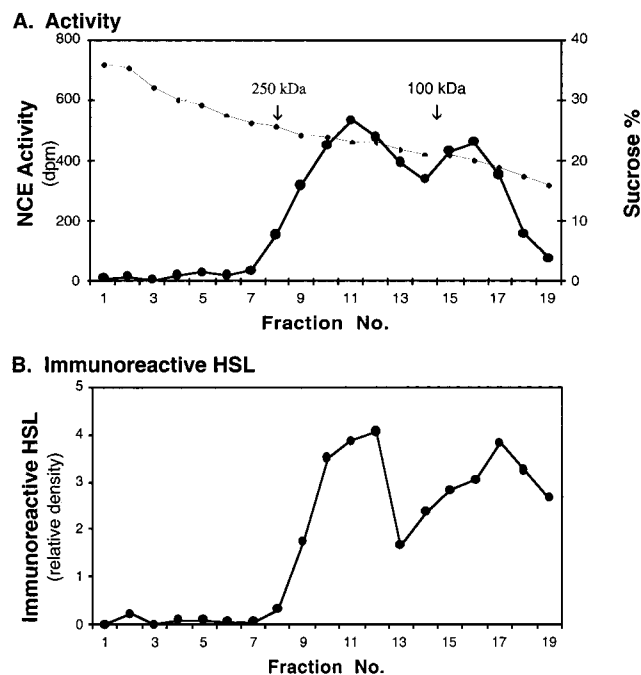 A. Activity
800
600
400
200
0
NCE Activity
(dpm)
250 kDa
100 kDa
40
30
20
10
0
Sucrose %
1 3 5 7 9 11 13 15 17 19
Fraction No.
B. Immunoreactive HSL
5
4
3
2
1
0
Immunoreactive HSL
(relative density)
1 3 5 7 9 11 13 15 17 19
Fraction No.